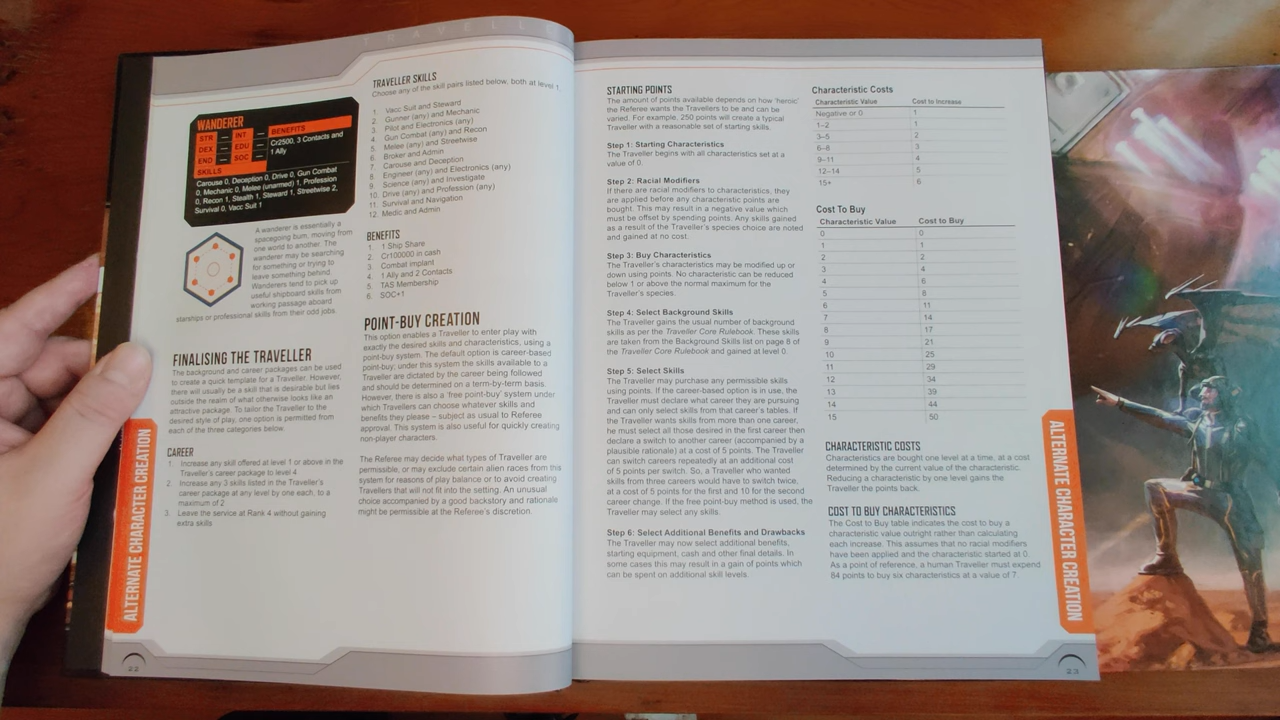 TRAVELL
WANDERER
STR — INT — BENEFITS
DEX — EDU — Cr2500, 3 Contacts and
END — SOC — 1 Ally
SKILLS
Carouse 0, Deception 0, Drive 0, Gun Combat
0, Mechanic 0, Melee (unarmed) 1, Profession
0, Recon 1, Stealth 1, Steward 1, Streetwise 2,
Survival 0, Vacc Suit 1
A wanderer is essentially a
spacegoing bum, moving from
one world to another. The
wanderer may be searching
for something or trying to
leave something behind.
Wanderers tend to pick up
useful shipboard skills from
working passage aboard
starships or professional skills from their odd jobs.
FINALISING THE TRAVELLER
The background and career packages can be used
to create a quick template for a Traveller. However,
there will usually be a skill that is desirable but lies
outside the realm of what otherwise looks like an
attractive package. To tailor the Traveller to the
desired style of play, one option is permitted from
each of the three categories below.
CAREER
1. Increase any skill offered at level 1 or above in the
Traveller's career package to level 4
2. Increase any 3 skills listed in the Traveller's
career package at any level by one each, to a
maximum of 2
3. Leave the service at Rank 4 without gaining
extra skills
ALTERNATE CHARACTER CREATION
22
TRAVELLER SKILLS
Choose any of the skill pairs listed below, both at level 1.
1. Vacc Suit and Steward
2. Gunner (any) and Mechanic
3. Pilot and Electronics (any)
4. Gun Combat (any) and Recon
5. Melee (any) and Streetwise
6. Broker and Admin
7. Carouse and Deception
8. Engineer (any) and Electronics (any)
9. Science (any) and Investigate
10. Drive (any) and Profession (any)
11. Survival and Navigation
12. Medic and Admin
BENEFITS
1. 1 Ship Share
2. Cr100000 in cash
3. Combat implant
4. 1 Ally and 2 Contacts
5. TAS Membership
6. SOC+1
POINT-BUY CREATION
This option enables a Traveller to enter play with
exactly the desired skills and characteristics, using a
point-buy system. The default option is career-based
point-buy; under this system the skills available to a
Traveller are dictated by the career being followed
and should be determined on a term-by-term basis.
However, there is also a 'free point-buy' system under
which Travellers can choose whatever skills and
benefits they please – subject as usual to Referee
approval. This system is also useful for quickly creating
non-player characters.
The Referee may decide what types of Traveller are
permissible, or may exclude certain alien races from this
system for reasons of play balance or to avoid creating
Travellers that will not fit into the setting. An unusual
choice accompanied by a good backstory and rationale
might be permissible at the Referee's discretion.
STARTING POINTS
The amount of points available depends on how 'heroic'
the Referee wants the Travellers to be and can be
varied. For example, 250 points will create a typical
Traveller with a reasonable set of starting skills.
Step 1: Starting Characteristics
The Traveller begins with all characteristics set at a
value of 0.
Step 2: Racial Modifiers
If there are racial modifiers to characteristics, they
are applied before any characteristic points are
bought. This may result in a negative value which
must be offset by spending points. Any skills gained
as a result of the Traveller's species choice are noted
and gained at no cost.
Step 3: Buy Characteristics
The Traveller's characteristics may be modified up or
down using points. No characteristic can be reduced
below 1 or above the normal maximum for the
Traveller's species.
Step 4: Select Background Skills
The Traveller gains the usual number of background
skills as per the Traveller Core Rulebook. These skills
are taken from the Background Skills list on page 8 of
the Traveller Core Rulebook and gained at level 0.
Step 5: Select Skills
The Traveller may purchase any permissible skills
using points. If the career-based option is in use, the
Traveller must declare what career they are pursuing
and can only select skills from that career's tables. If
the Traveller wants skills from more than one career,
he must select all those desired in the first career then
declare a switch to another career (accompanied by a
plausible rationale) at a cost of 5 points. The Traveller
can switch careers repeatedly at an additional cost
of 5 points per switch. So, a Traveller who wanted
skills from three careers would have to switch twice,
at a cost of 5 points for the first and 10 for the second
career change. If the free point-buy method is used, the
Traveller may select any skills.
Step 6: Select Additional Benefits and Drawbacks
The Traveller may now select additional benefits,
starting equipment, cash and other final details. In
some cases this may result in a gain of points which
can be spent on additional skill levels.
Characteristic Costs
Characteristic Value Cost to Increase
Negative or 0 1
1–2 1
3–5 2
6–8 3
9–11 4
12–14 5
15+ 6
Cost To Buy
Characteristic Value Cost to Buy
0 0
1 1
2 2
3 4
4 6
5 8
6 11
7 14
8 17
9 21
10 25
11 29
12 34
13 39
14 44
15 50
CHARACTERISTIC COSTS
Characteristics are bought one level at a time, at a cost
determined by the current value of the characteristic.
Reducing a characteristic by one level gains the
Traveller the points back.
COST TO BUY CHARACTERISTICS
The Cost to Buy table indicates the cost to buy a
characteristic value outright rather than calculating
each increase. This assumes that no racial modifiers
have been applied and the characteristic started at 0.
As a point of reference, a human Traveller must expend
84 points to buy six characteristics at a value of 7.
ALTERNATE CHARACTER CREATION
23